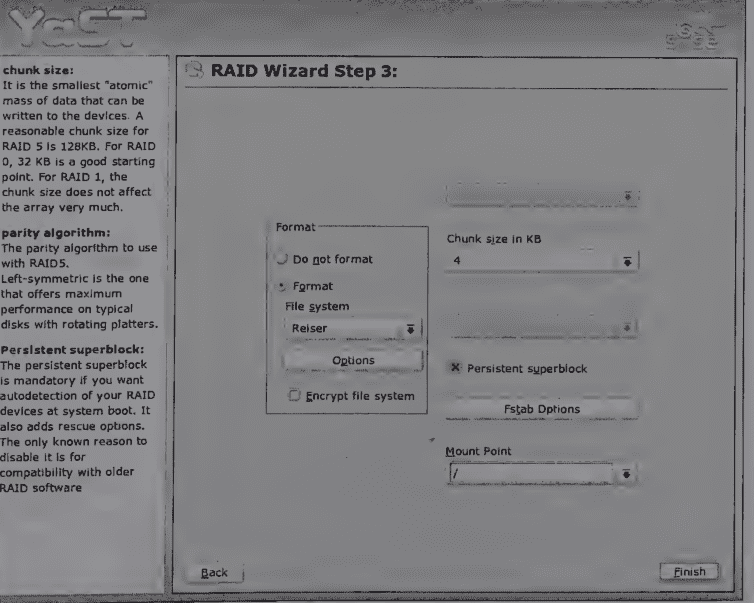 YaST
chunk size:
It is the smallest "atomic"
mass of data that can be
written to the devices. A
reasonable chunk size for
RAID 5 is 128KB. For RAID
0, 32 KB is a good starting
point. For RAID 1, the
chunk size does not affect
the array very much.
parity algorithm:
The parity algorithm to use
with RAID5.
Left-symmetric is the one
that offers maximum
performance on typical
disks with rotating platters.
Persistent superblock:
The persistent superblock
is mandatory if you want
autodetection of your RAID
devices at system boot. It
also adds rescue options.
The only known reason to
disable it is for
compatibility with older
RAID software
RAID Wizard Step 3:
Format
Do not format
Format
File system
Reiser
Options
Encrypt file system
Chunk size in KB
4
Persistent superblock
Fstab Options
Mount Point
/
Back
Finish